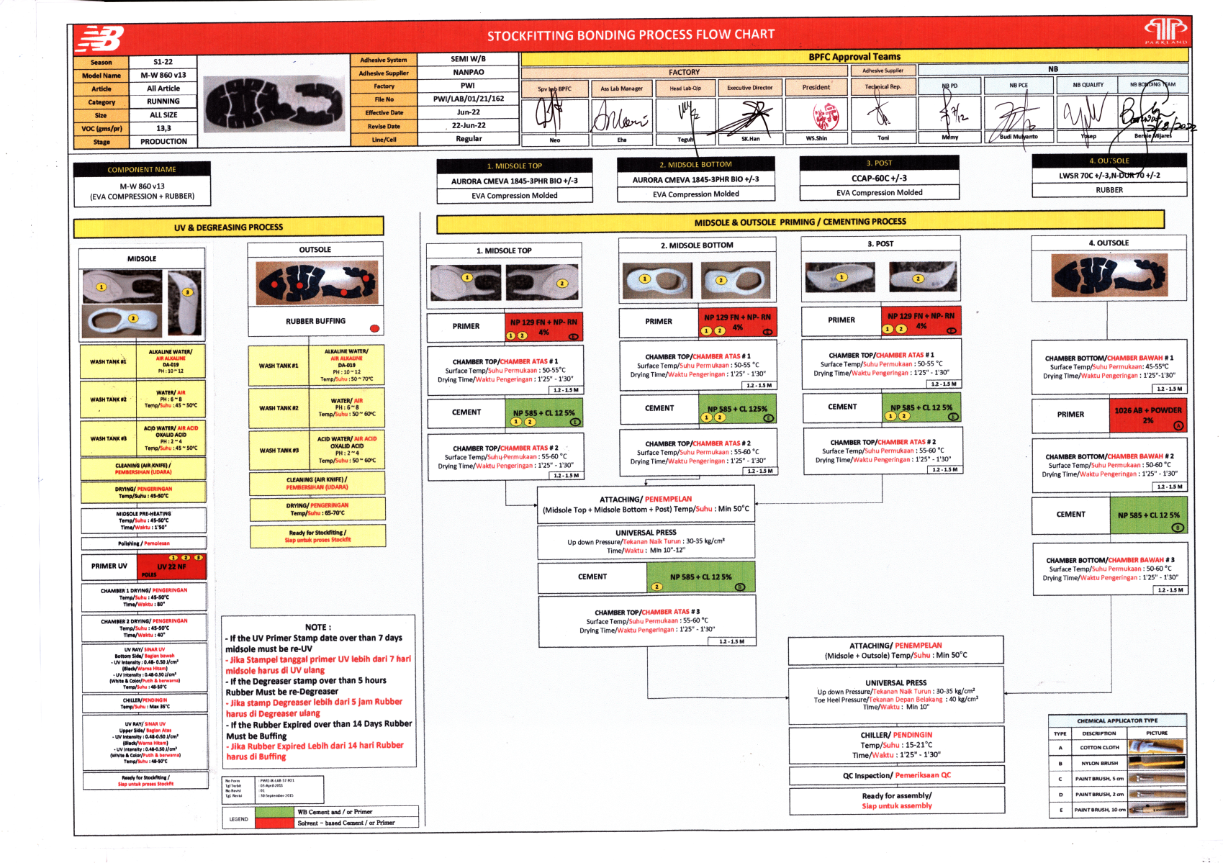 STOCKFITTING BONDING PROCESS FLOW CHART
PARKLAND
Season S1-22
Model Name M-W 860 v13
Article All Article
Category RUNNING
Size ALL SIZE
VOC (gms/pr) 13,3
Stage PRODUCTION
Adhesive System SEMI W/B
Adhesive Supplier NANPAO
Factory PWI
File No PWI/LAB/01/21/162
Effective Date Jun-22
Revise Date 22-Jun-22
Line/Cell Regular
BPFC Approval Teams
FACTORY Adhesive Supplier NB
Spv Lab BPFC Ass Lab Manager Head Lab-Cip Executive Director President Technical Rep. NB PD NB PCE NB QUALITY NB BONDING TEAM
Neo Ehe Teguh SK.Han WS.Shin Toni Memy Budi Mulyanto Yosep Bernie Mijares
COMPONENT NAME
M-W 860 v13
(EVA COMPRESSION + RUBBER)
1. MIDSOLE TOP
AURORA CMEVA 1845-3PHR BIO +/-3
EVA Compression Molded
2. MIDSOLE BOTTOM
AURORA CMEVA 1845-3PHR BIO +/-3
EVA Compression Molded
3. POST
CCAP-60C +/-3
EVA Compression Molded
4. OUTSOLE
LWSR 70C +/-3,N-DUR 70 +/-2
RUBBER
UV & DEGREASING PROCESS
MIDSOLE
1
3
2
WASH TANK #1
ALKALINE WATER/
AIR ALKALINE
DA-019
PH : 10 ~ 12
WASH TANK #2
WATER/ AIR
PH : 6 ~ 8
Temp/Suhu : 45 ~ 50°C
WASH TANK #3
ACID WATER/ AIR ACID
OXALID ACID
PH : 2 ~ 4
Temp/Suhu : 45 ~ 50°C
CLEANING (AIR KNIFE) /
PEMBERSIHAN (UDARA)
DRYING/ PENGERINGAN
Temp/Suhu : 45-60°C
MIDSOLE PRE-HEATING
Temp/Suhu : 45-50°C
Time/Waktu : 1'50"
Polishing / Pemolesan
PRIMER UV
1 2 3
UV 22 NF
POLES
CHAMBER 1 DRYING/ PENGERINGAN
Temp/Suhu : 45-50°C
Time/Waktu : 80"
CHAMBER 2 DRYING/ PENGERINGAN
Temp/Suhu : 45-50°C
Time/Waktu : 40"
UV RAY/ SINAR UV
Bottom Side/ Bagian bawah
- UV Intensity : 0.48- 0.50 J/cm²
(Black/Warna Hitam)
- UV Intensity : 0.48-0.50 J/cm²
(White & Color/Putih & berwarna)
Temp/Suhu : 48-50°C
CHILLER/PENDINGIN
Temp/Suhu : Max 35°C
UV RAY/ SINAR UV
Upper Side/ Bagian Atas
- UV Intensity : 0.48-0.50 J/cm²
(Black/Warna Hitam)
- UV Intensity : 0.48-0.50 J/cm²
(White & Color/Putih & berwarna)
Temp/Suhu : 48-50°C
Ready for Stockfitting /
Siap untuk proses Stockfit
OUTSOLE
RUBBER BUFFING
WASH TANK #1
ALKALINE WATER/
AIR ALKALINE
DA-019
PH : 10 ~ 12
Temp/Suhu : 50 ~ 70°C
WASH TANK #2
WATER/ AIR
PH : 6 ~ 8
Temp/Suhu : 50 ~ 60°C
WASH TANK #3
ACID WATER/ AIR ACID
OXALID ACID
PH : 2 ~ 4
Temp/Suhu : 50 ~ 60°C
CLEANING (AIR KNIFE) /
PEMBERSIHAN (UDARA)
DRYING/ PENGERINGAN
Temp/Suhu : 65-70°C
Ready for Stockfiting /
Siap untuk proses Stockfit
NOTE :
- If the UV Primer Stamp date over than 7 days
midsole must be re-UV
- Jika Stampel tanggal primer UV lebih dari 7 hari
midsole harus di UV ulang
- If the Degreaser stamp over than 5 hours
Rubber Must be re-Degreaser
- Jika stamp Degreaser lebih dari 5 jam Rubber
harus di Degreaser ulang
- If the Rubber Expired over than 14 Days Rubber
Must be Buffing
- Jika Rubber Expired Lebih dari 14 hari Rubber
harus di Buffing
LEGEND
WB Cement and / or Primer
Solvent - based Cement / or Primer
MIDSOLE & OUTSOLE PRIMING / CEMENTING PROCESS
1. MIDSOLE TOP
1 2
PRIMER
NP 129 FN + NP- RN
4%
1 2
CHAMBER TOP/CHAMBER ATAS # 1
Surface Temp/Suhu Permukaan : 50-55°C
Drying Time/Waktu Pengeringan : 1'25" - 1'30"
1.2 - 1.5 M
CEMENT
NP 585 + CL 12 5%
1 2
CHAMBER TOP/CHAMBER ATAS # 2
Surface Temp/Suhu Permukaan : 55-60 °C
Drying Time/Waktu Pengeringan : 1'25" - 1'30"
1.2 - 1.5 M
2. MIDSOLE BOTTOM
1 2
PRIMER
NP 129 FN + NP- RN
4%
1 2
CHAMBER TOP/CHAMBER ATAS # 1
Surface Temp/Suhu Permukaan : 50-55 °C
Drying Time/Waktu Pengeringan : 1'25" - 1'30"
1.2 - 1.5 M
CEMENT
NP 585 + CL 125%
1 2
CHAMBER TOP/CHAMBER ATAS # 2
Surface Temp/Suhu Permukaan : 55-60 °C
Drying Time/Waktu Pengeringan : 1'25" - 1'30"
1.2 - 1.5 M
3. POST
1 2
PRIMER
NP 129 FN + NP- RN
4%
1 2
CHAMBER TOP/CHAMBER ATAS # 1
Surface Temp/Suhu Permukaan : 50-55 °C
Drying Time/Waktu Pengeringan : 1'25" - 1'30"
1.2 - 1.5 M
CEMENT
NP 585 + CL 12 5%
1 2
CHAMBER TOP/CHAMBER ATAS # 2
Surface Temp/Suhu Permukaan : 55-60 °C
Drying Time/Waktu Pengeringan : 1'25" - 1'30"
1.2 - 1.5 M
4. OUTSOLE
CHAMBER BOTTOM/CHAMBER BAWAH # 1
Surface Temp/Suhu Permukaan: 45-55°C
Drying Time/Waktu Pengeringan : 1'25" - 1'30"
1.2 - 1.5 M
PRIMER
1026 AB + POWDER
2%
A
CHAMBER BOTTOM/CHAMBER BAWAH # 2
Surface Temp/Suhu Permukaan : 50-60 °C
Drying Time/Waktu Pengeringan : 1'25" - 1'30"
1.2 - 1.5 M
CEMENT
NP 585 + CL 12 5%
CHAMBER BOTTOM/CHAMBER BAWAH # 3
Surface Temp/Suhu Permukaan : 50-60 °C
Drying Time/Waktu Pengeringan : 1'25" - 1'30"
1.2 - 1.5 M
ATTACHING/ PENEMPELAN
(Midsole Top + Midsole Bottom + Post) Temp/Suhu : Min 50°C
UNIVERSAL PRESS
Up down Pressure/Tekanan Naik Turun : 30-35 kg/cm²
Time/Waktu : Min 10"-12"
CEMENT
NP 585 + CL 12 5%
2
CHAMBER TOP/CHAMBER ATAS # 3
Surface Temp/Suhu Permukaan : 55-60 °C
Drying Time/Waktu Pengeringan : 1'25" - 1'30"
1.2 - 1.5 M
ATTACHING/ PENEMPELAN
(Midsole + Outsole) Temp/Suhu : Min 50°C
UNIVERSAL PRESS
Up down Pressure/Tekanan Naik Turun : 30-35 kg/cm²
Toe Heel Pressure/Tekanan Depan Belakang : 40 kg/cm²
Time/Waktu : Min 10"
CHILLER/ PENDINGIN
Temp/Suhu : 15-21°C
Time/Waktu : 1'25" - 1'30"
QC Inspection/ Pemeriksaan QC
Ready for assembly/
Siap untuk assembly
CHEMICAL APPLICATOR TYPE
TYPE DESCRIPTION PICTURE
A COTTON CLOTH
B NYLON BRUSH
C PAINT BRUSH, 5 cm
D PAINT BRUSH, 2 cm
E PAINT BRUSH, 10 cm